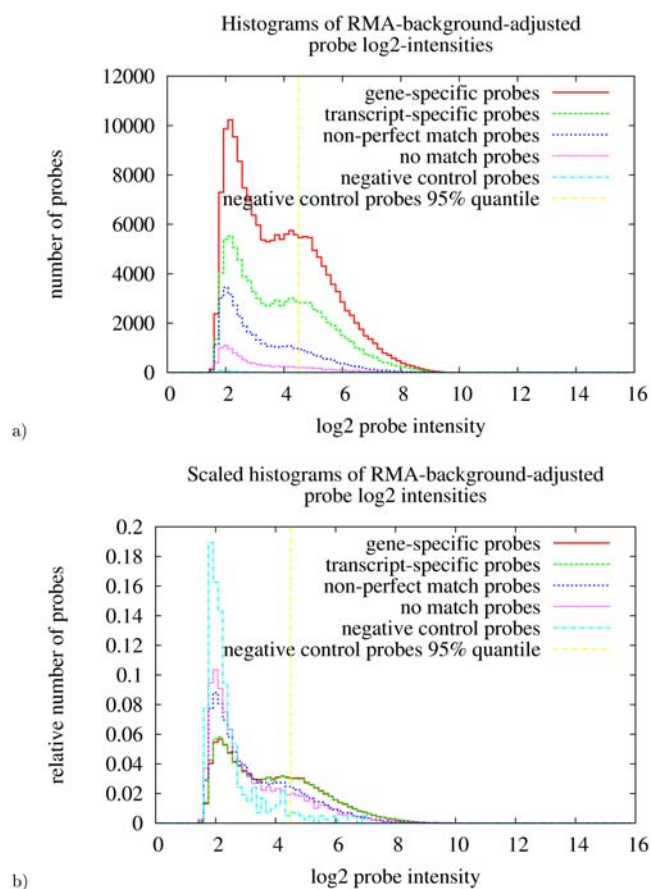 Histograms of RMA-background-adjusted
probe log2-intensities
12000
10000
8000
6000
4000
2000
0
number of probes
gene-specific probes
transcript-specific probes
non-perfect match probes
no match probes
negative control probes
negative control probes 95% quantile
0 2 4 6 8 10 12 14 16
log2 probe intensity
a)
Scaled histograms of RMA-background-adjusted
probe log2 intensities
0.2
0.18
0.16
0.14
0.12
0.1
0.08
0.06
0.04
0.02
0
relative number of probes
gene-specific probes
transcript-specific probes
non-perfect match probes
no match probes
negative control probes
negative control probes 95% quantile
0 2 4 6 8 10 12 14 16
log2 probe intensity
b)